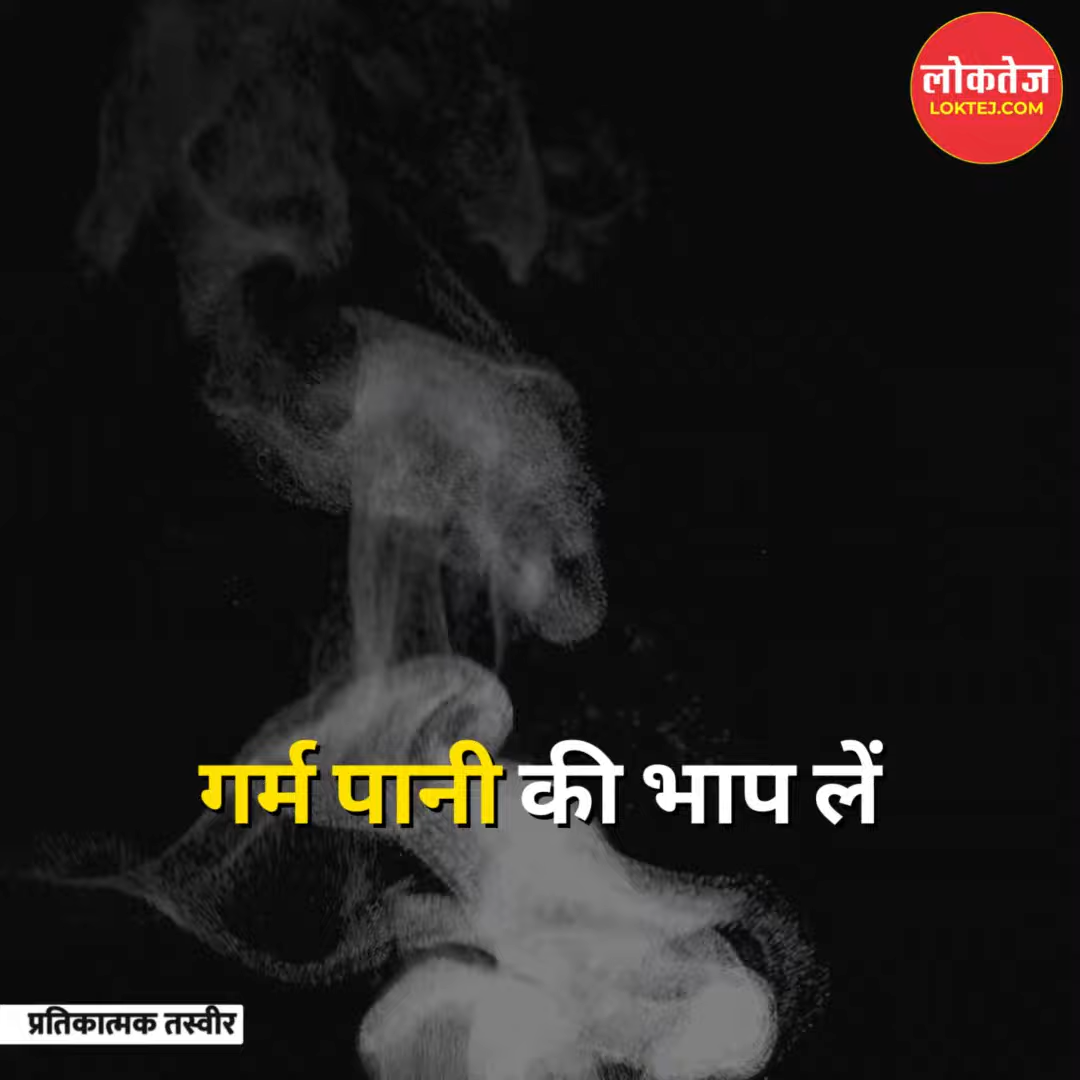 लोकतेज
LOKTEJ.COM
गर्म पानी की भाप लें
प्रतिकात्मक तस्वीर